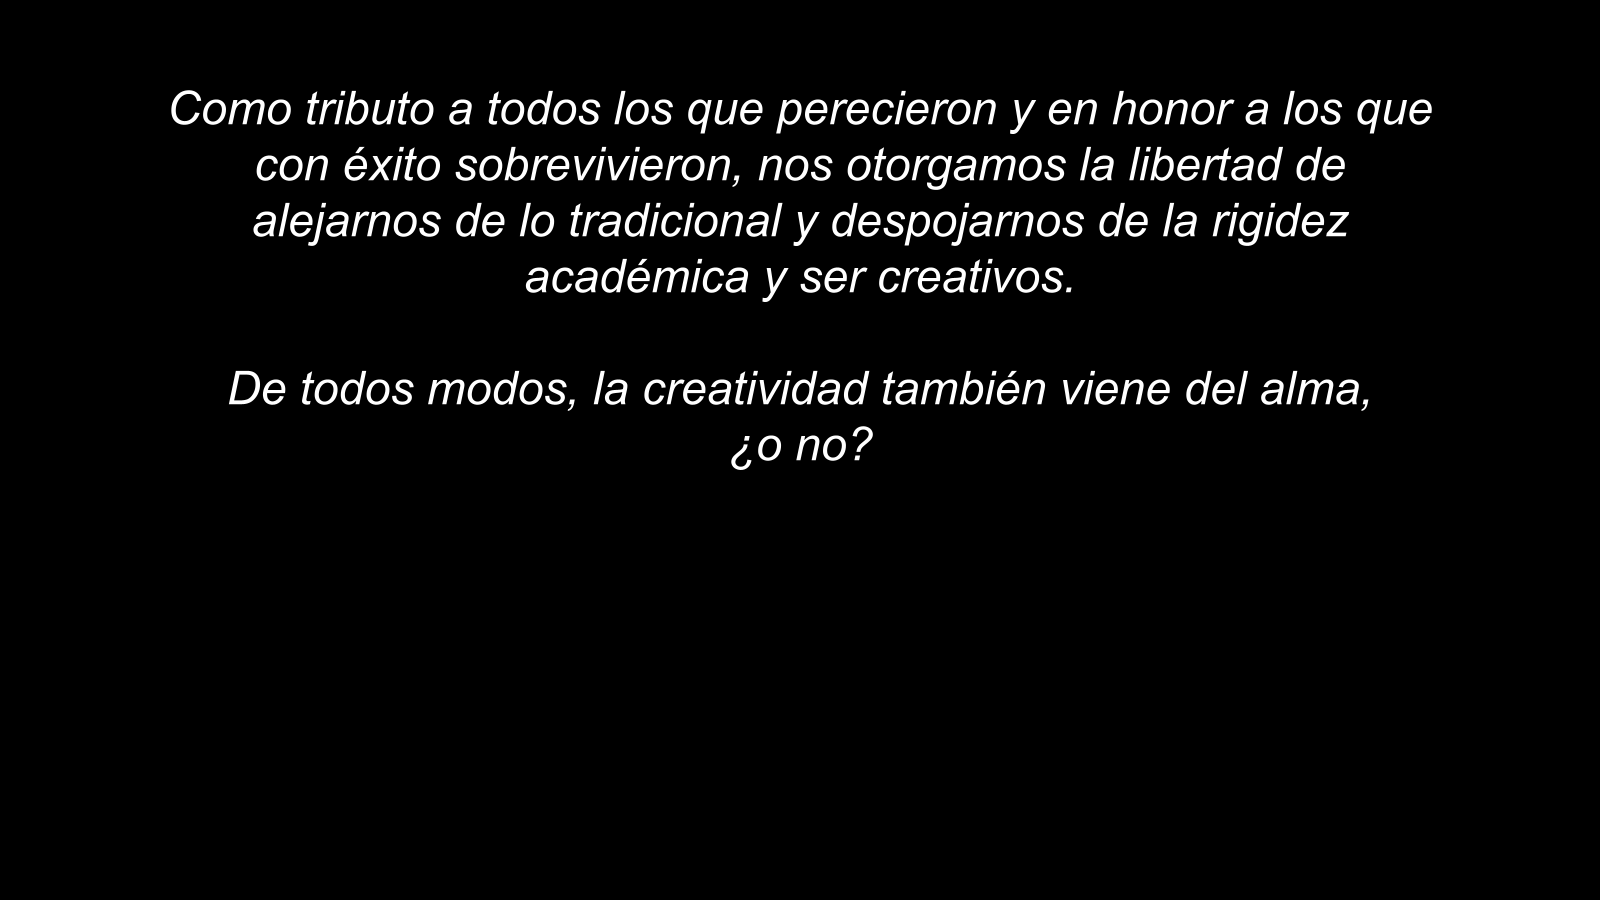 Como tributo a todos los que perecieron y en honor a los que
con éxito sobrevivieron, nos otorgamos la libertad de
alejarnos de lo tradicional y despojarnos de la rigidez
académica y ser creativos.
De todos modos, la creatividad también viene del alma,
¿o no?